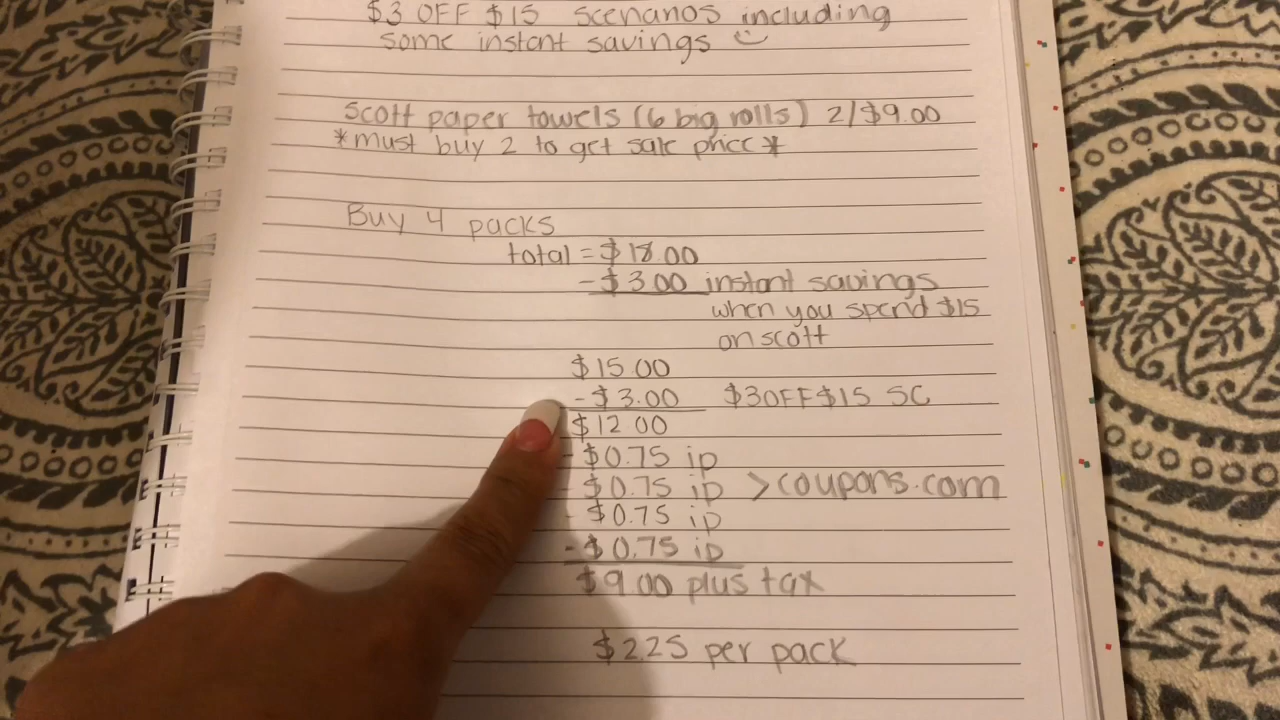 $3 OFF $15 scenarios including
some instant savings
Scott paper towels (6 big rolls) 2/$9.00
*must buy 2 to get sale price*
Buy 4 packs
total = $18.00
- $3.00 instant savings
when you spend $15
on scott
$15.00
- $3.00 $3OFF$15 SC
$12 00
- $0.75 ip
- $0.75 ip >coupons.com
- $0.75 ip
- $0.75 ip
$9.00 plus tax
$2.25 per pack